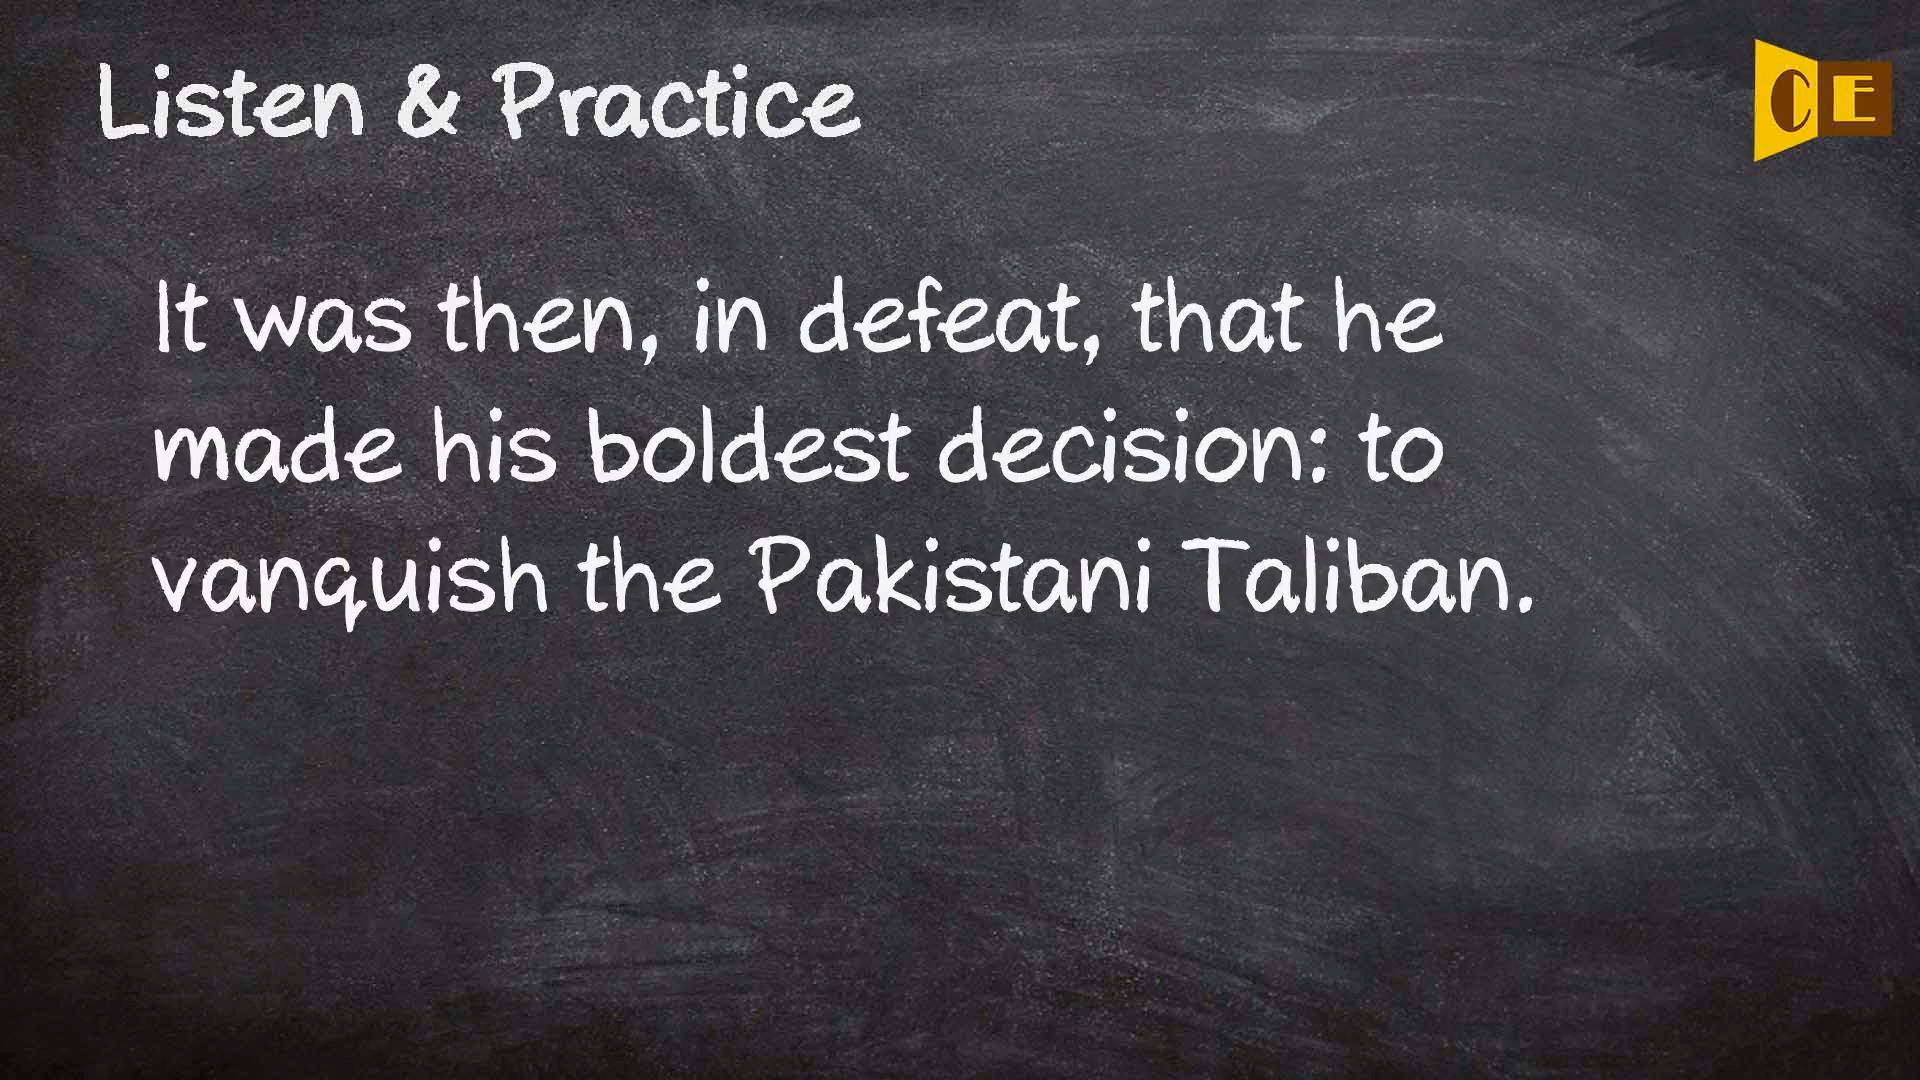 Listen & Practice
CE
It was then, in defeat, that he
made his boldest decision: to
vanquish the Pakistani Taliban.